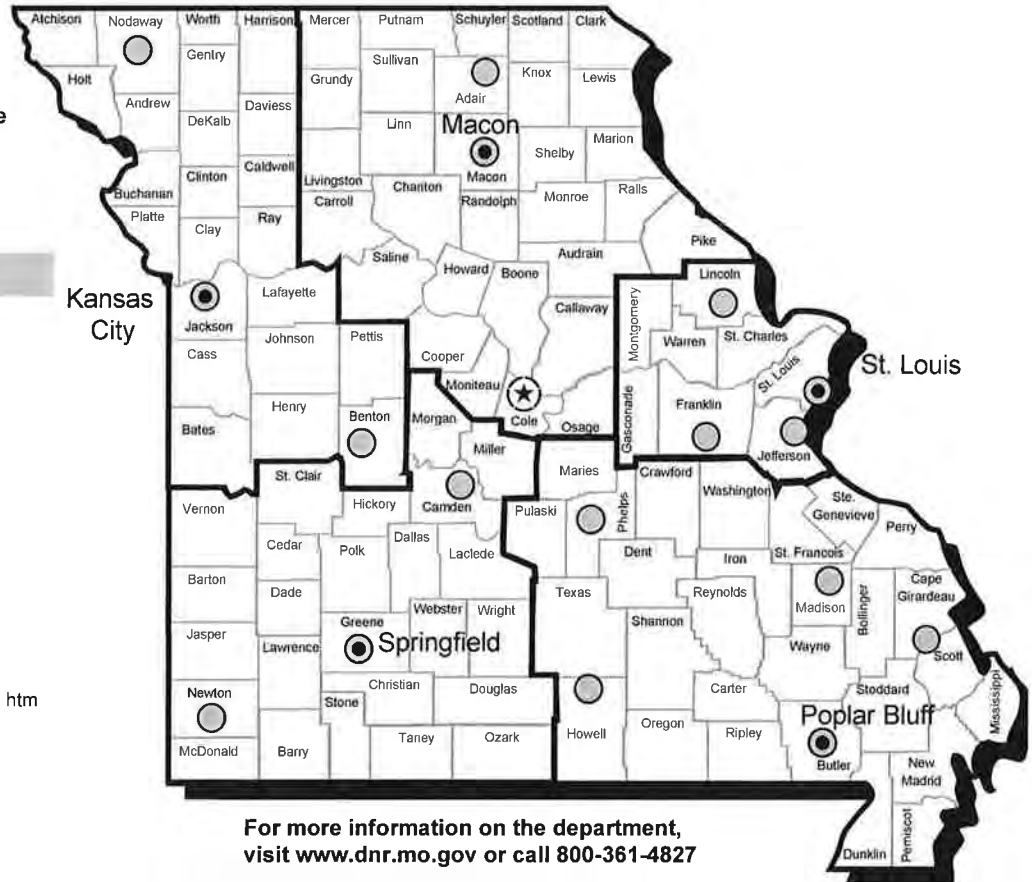 Atchison
Nodaway
Worth
Harrison
Mercer
Putnam
Schuyler
Scotland
Clark
Holt
Gentry
Grundy
Sullivan
Adair
Knox
Lewis
e
Andrew
DeKalb
Daviess
Linn
Macon
Macon
Shelby
Marion
Buchanan
Clinton
Caldwell
Livingston
Chariton
Randolph
Monroe
Ralls
Platte
Clay
Ray
Carroll
Saline
Howard
Boone
Audrain
Pike
Kansas
City
Jackson
Lafayette
Callaway
Montgomery
Lincoln
Warren
St. Charles
St. Louis
St. Louis
Cass
Johnson
Pettis
Cooper
Moniteau
Cole
Osage
Gasconade
Franklin
Jefferson
Bates
Henry
Benton
Morgan
Miller
Camden
Maries
Crawford
Washington
Ste.
Genevieve
Perry
Vernon
St. Clair
Hickory
Pulaski
Phelps
Dent
Iron
St. Francois
Cedar
Polk
Dallas
Laclede
Barton
Dade
Texas
Reynolds
Madison
Bollinger
Cape
Girardeau
Jasper
Lawrence
Greene
Springfield
Webster
Wright
Shannon
Wayne
Scott
Mississippi
htm
Newton
Christian
Stone
Douglas
Howell
Carter
Stoddard
Poplar Bluff
Butler
McDonald
Barry
Taney
Ozark
Oregon
Ripley
New
Madrid
Dunklin
Pemiscot
For more information on the department,
visit www.dnr.mo.gov or call 800-361-4827